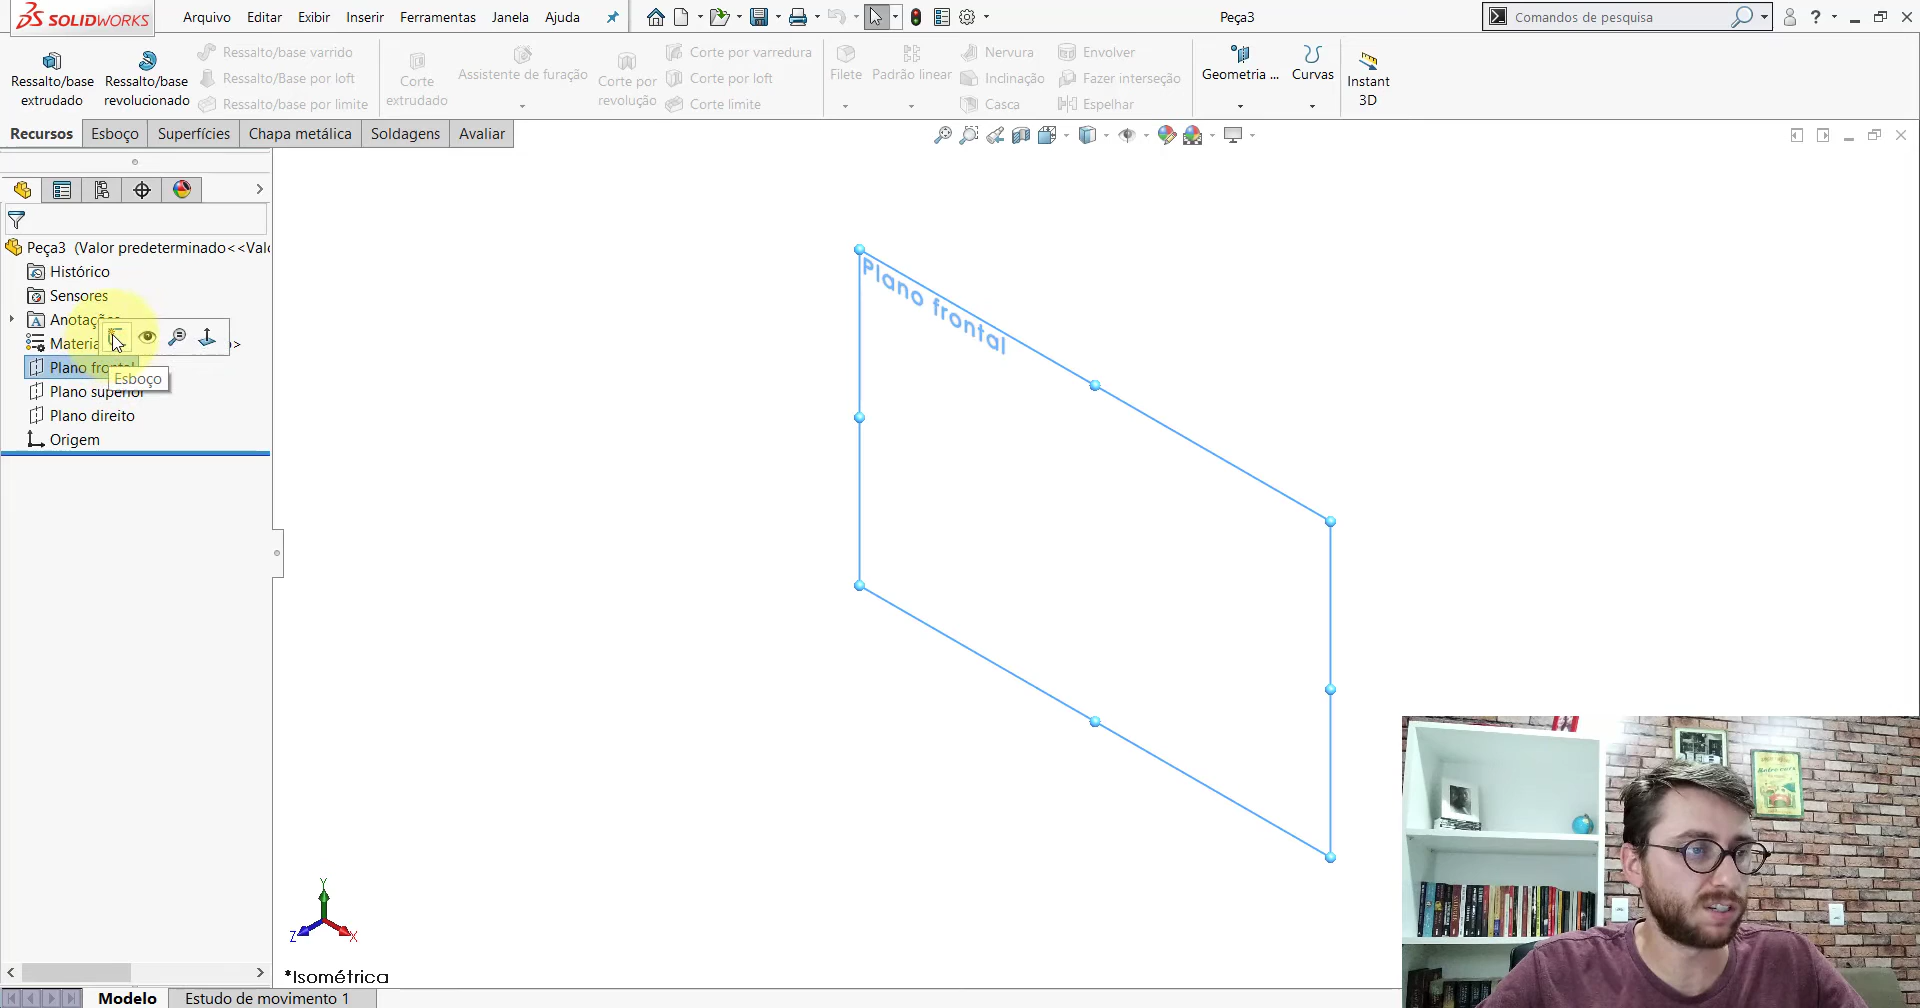 SOLIDWORKS
Arquivo Editar Exibir Inserir Ferramentas Janela Ajuda
Peça3
Comandos de pesquisa
Ressalto/base extrudado
Ressalto/base revolucionado
Ressalto/base varrido
Ressalto/Base por loft
Ressalto/base por limite
Corte extrudado
Assistente de furação
Corte por revolução
Corte por varredura
Corte por loft
Corte limite
Filete
Padrão linear
Nervura
Inclinação
Casca
Envolver
Fazer interseção
Espelhar
Geometria ...
Curvas
Instant 3D
Recursos Esboço Superfícies Chapa metálica Soldagens Avaliar
Peça3 (Valor predeterminado<<Valo
Histórico
Sensores
Anotações
Materia
Plano frontal
Esboço
Plano superior
Plano direito
Origem
Plano frontal
Y
Z
X
*Isométrica
Modelo Estudo de movimento 1